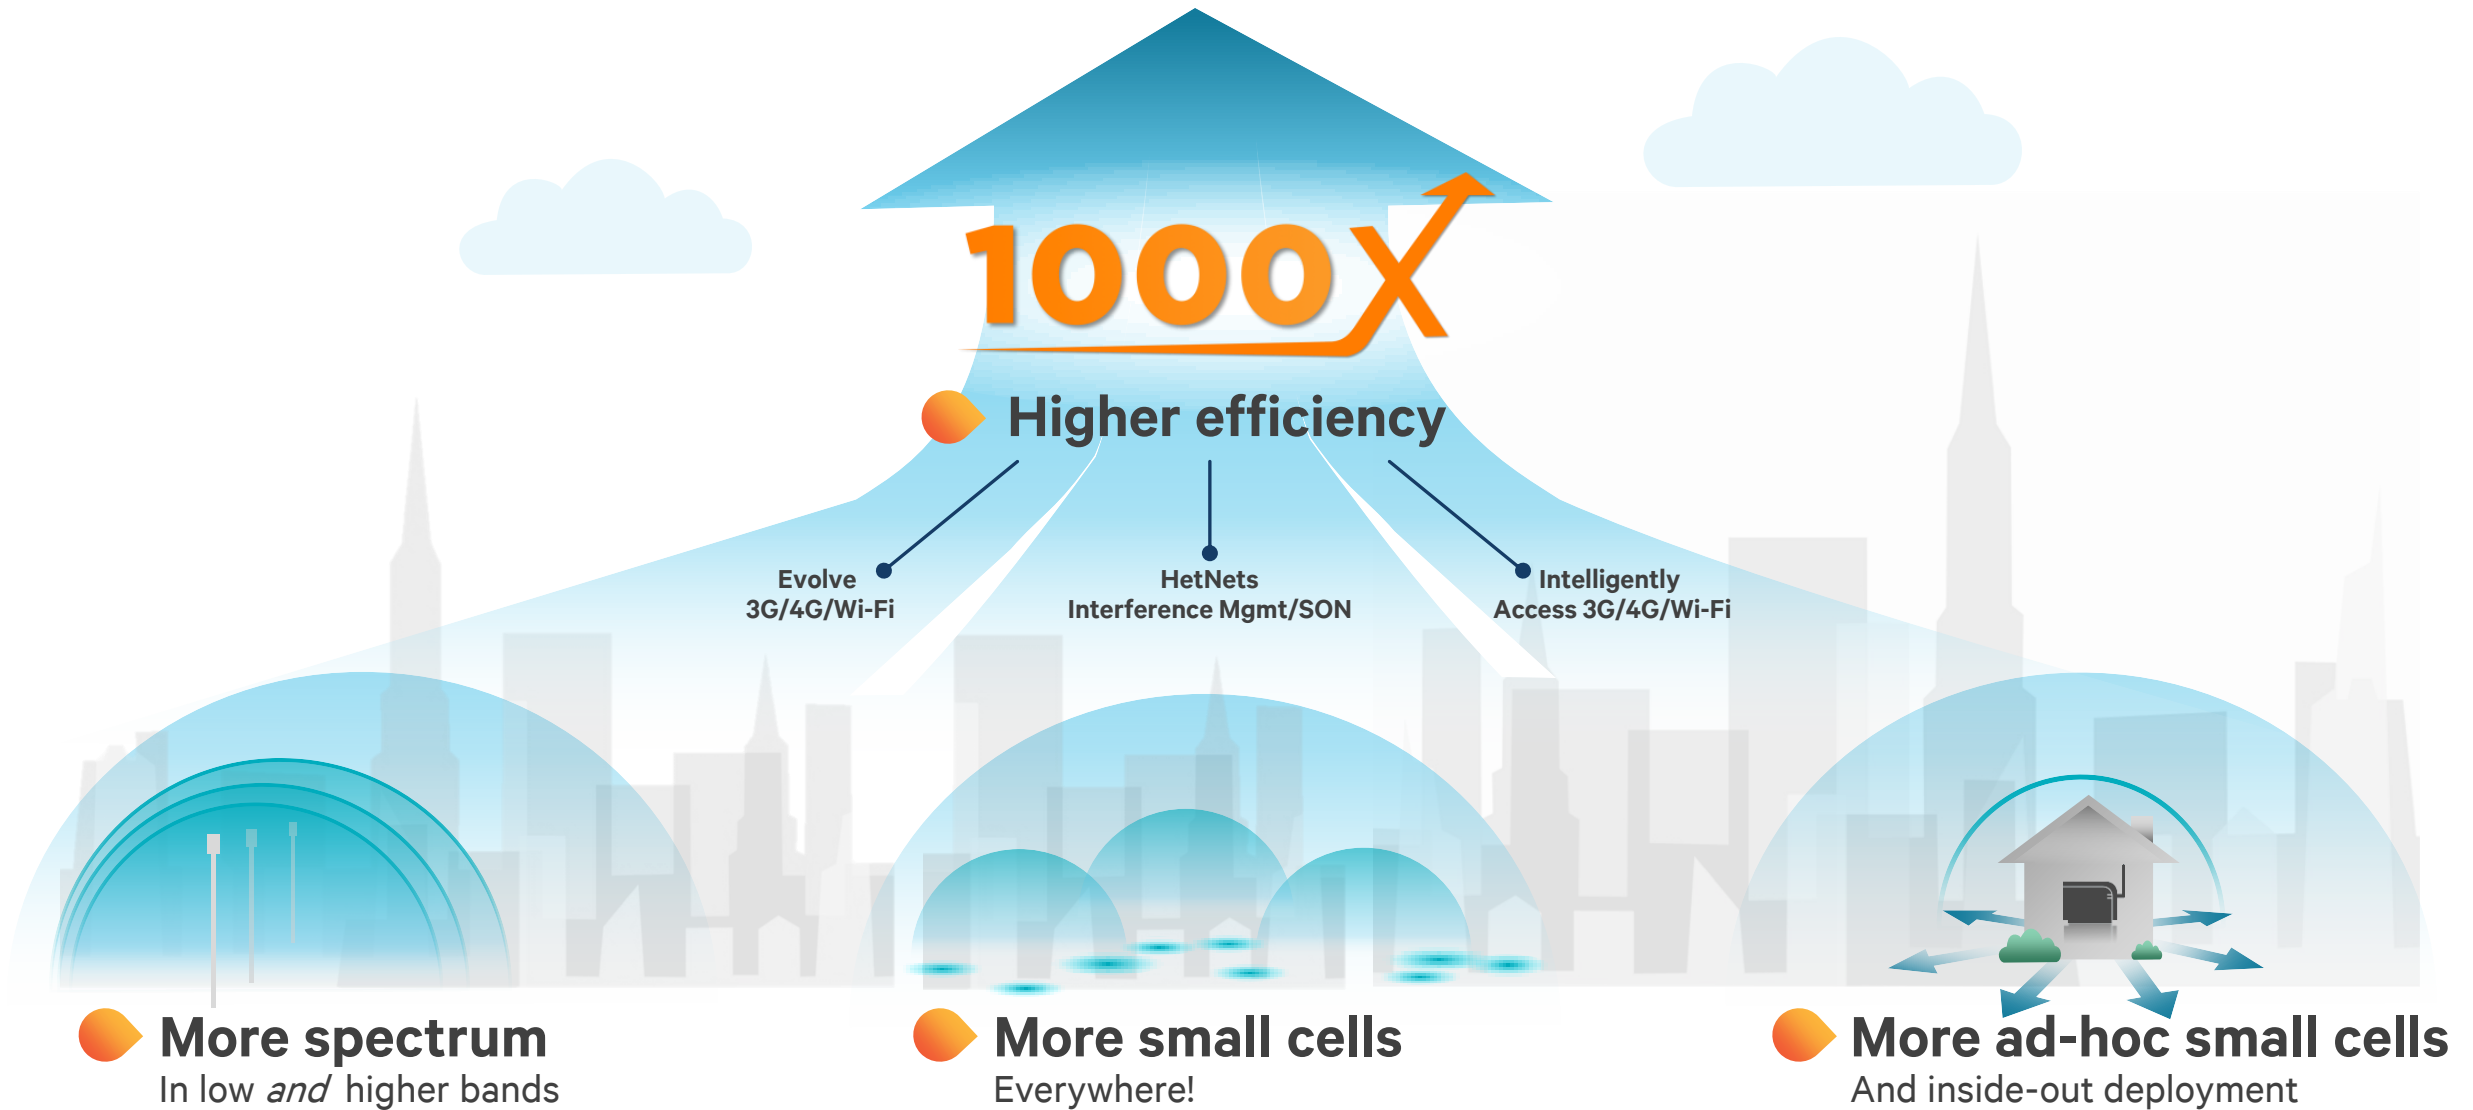 1000X
Higher efficiency
Evolve
3G/4G/Wi-Fi
HetNets
Interference Mgmt/SON
Intelligently
Access 3G/4G/Wi-Fi
More spectrum
In low and higher bands
More small cells
Everywhere!
More ad-hoc small cells
And inside-out deployment